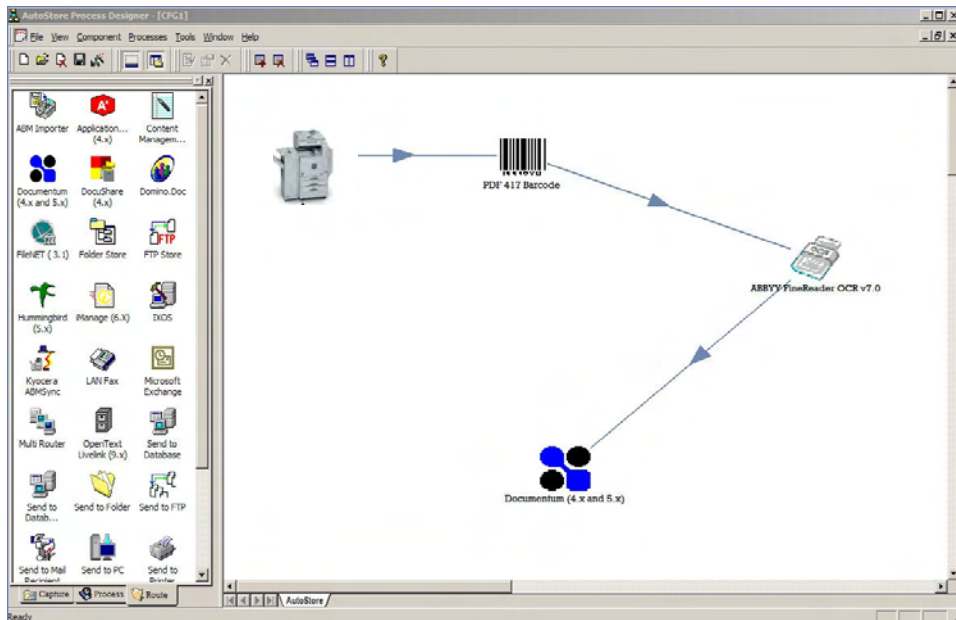 AutoStore Process Designer - [CFG1]
File View Component Processes Tools Window Help
ABM Importer
Application...
(4.x)
Content
Managem...
Documentum
(4.x and 5.x)
DocuShare
(4.x)
Domino.Doc
FileNET (3.1)
Folder Store
FTP
FTP Store
Hummingbird
(5.x)
iManage (6.x)
IXOS
Kyocera
ABMSync
LAN Fax
Microsoft
Exchange
Multi Router
OpenText
Livelink (9.x)
Send to
Database
Send to
Datab...
Send to Folder
Send to FTP
Send to Mail
Recipient
Send to PC
Send to
Printer
Capture Process Route
PDF 417 Barcode
OCR
ABBYY FineReader OCR v7.0
Documentum (4.x and 5.x)
AutoStore
Ready